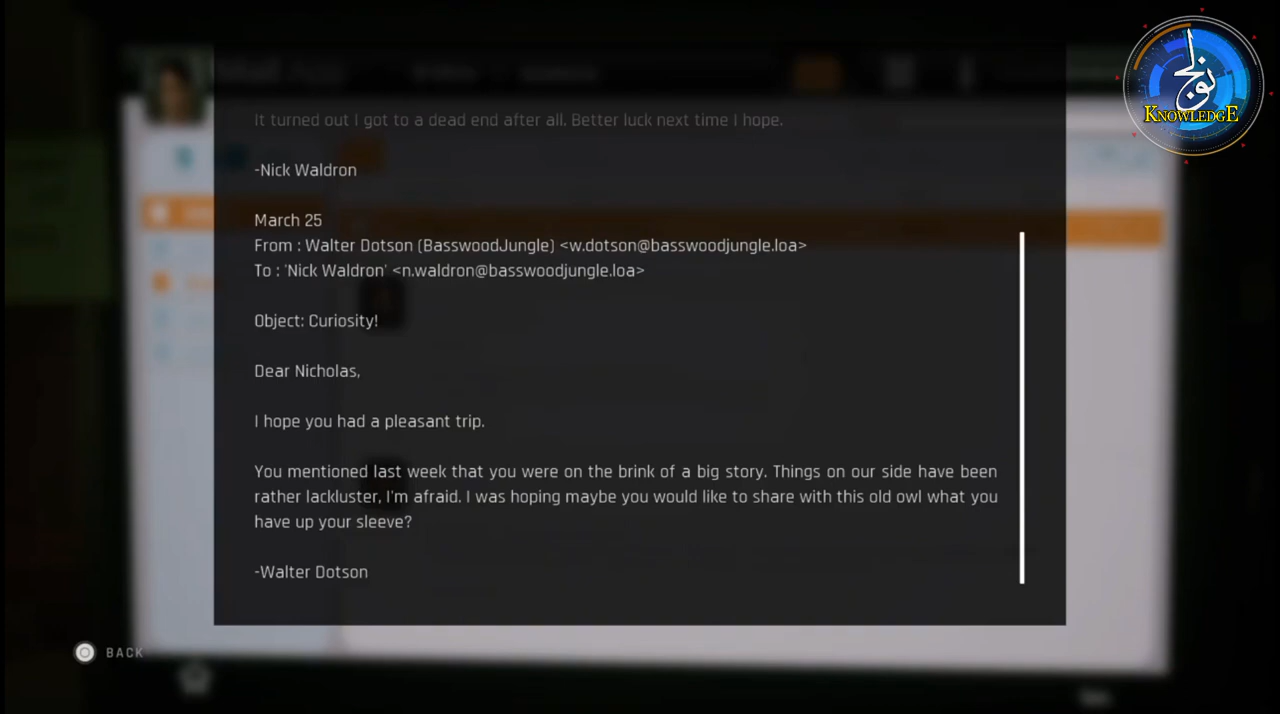 It turned out I got to a dead end after all. Better luck next time I hope.
-Nick Waldron
March 25
From : Walter Dotson (BasswoodJungle) <w.dotson@basswoodjungle.loa>
To : 'Nick Waldron' <n.waldron@basswoodjungle.loa>
Object: Curiosity!
Dear Nicholas,
I hope you had a pleasant trip.
You mentioned last week that you were on the brink of a big story. Things on our side have been
rather lackluster, I'm afraid. I was hoping maybe you would like to share with this old owl what you
have up your sleeve?
-Walter Dotson
BACK
KNOWLEDGE